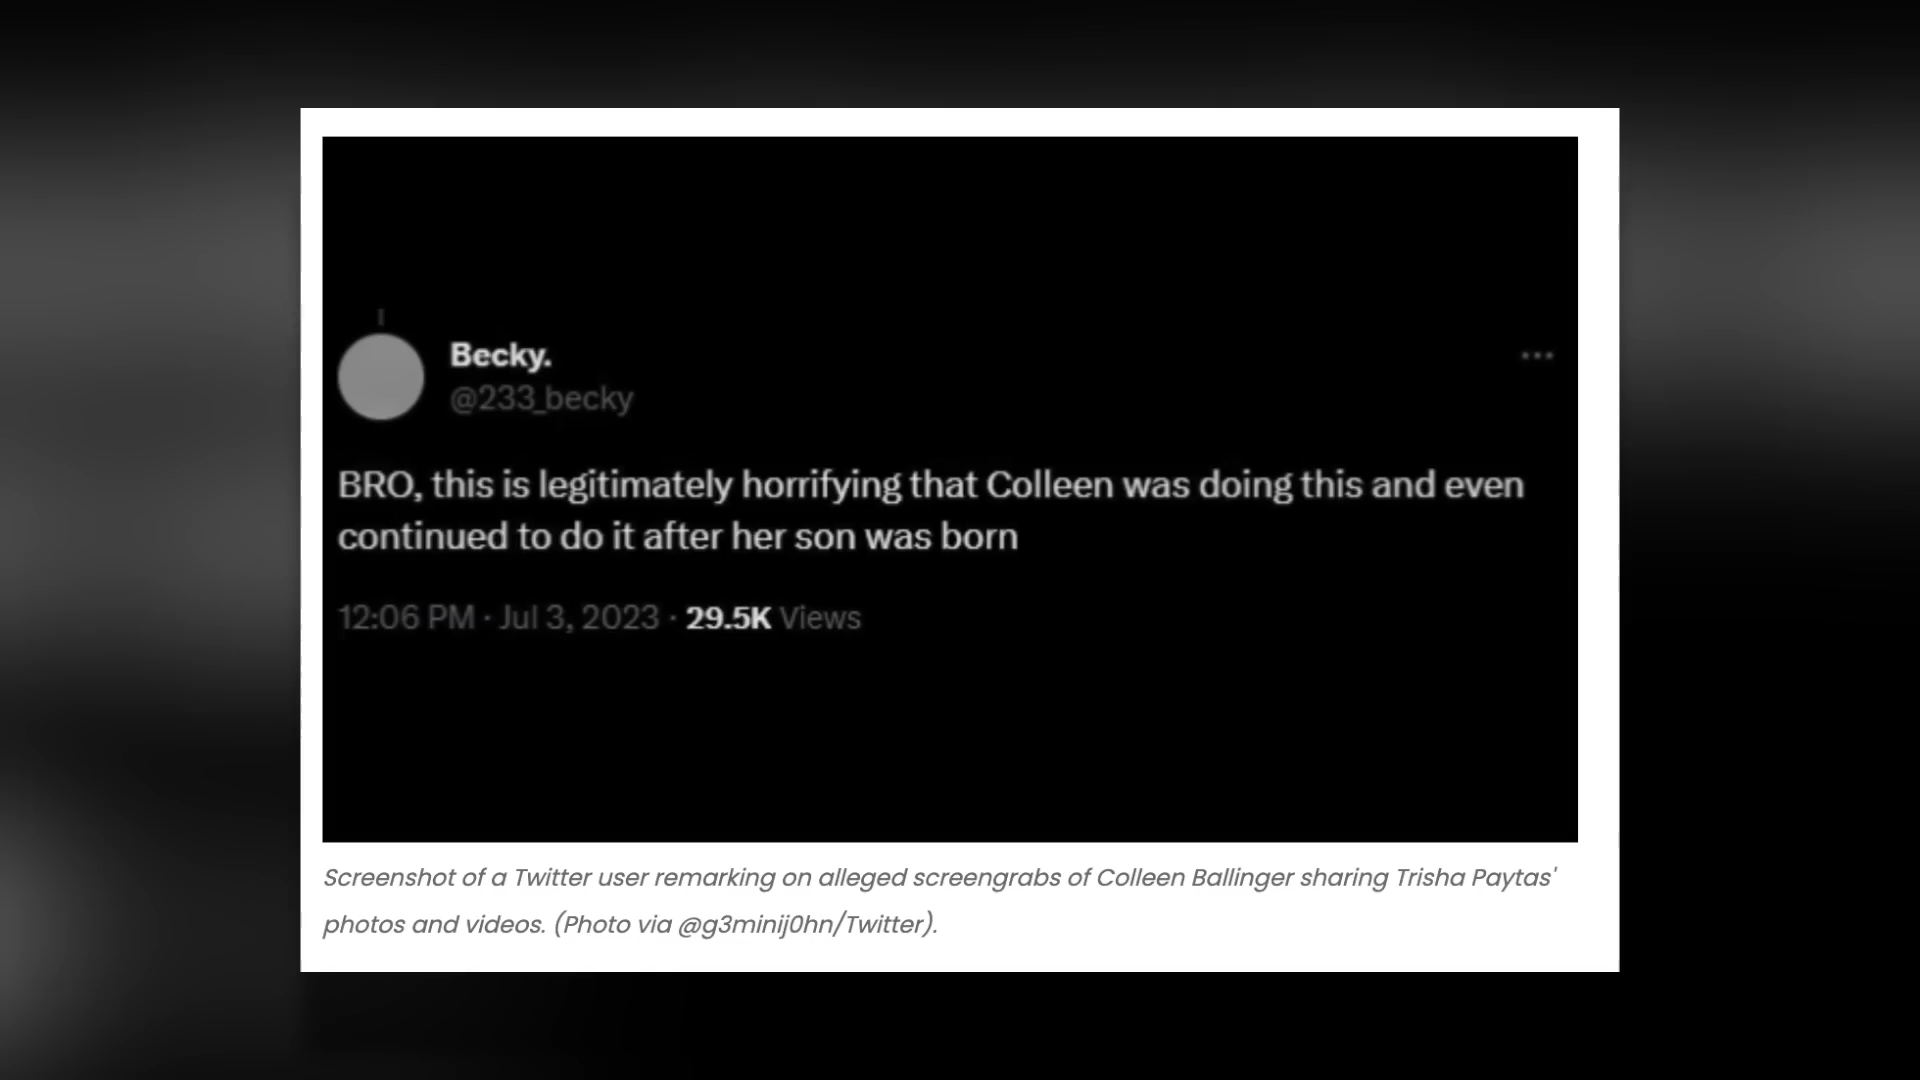 Becky.
@233_becky
BRO, this is legitimately horrifying that Colleen was doing this and even
continued to do it after her son was born
12:06 PM · Jul 3, 2023 · 29.5K Views
Screenshot of a Twitter user remarking on alleged screengrabs of Colleen Ballinger sharing Trisha Paytas'
photos and videos. (Photo via @g3minij0hn/Twitter).